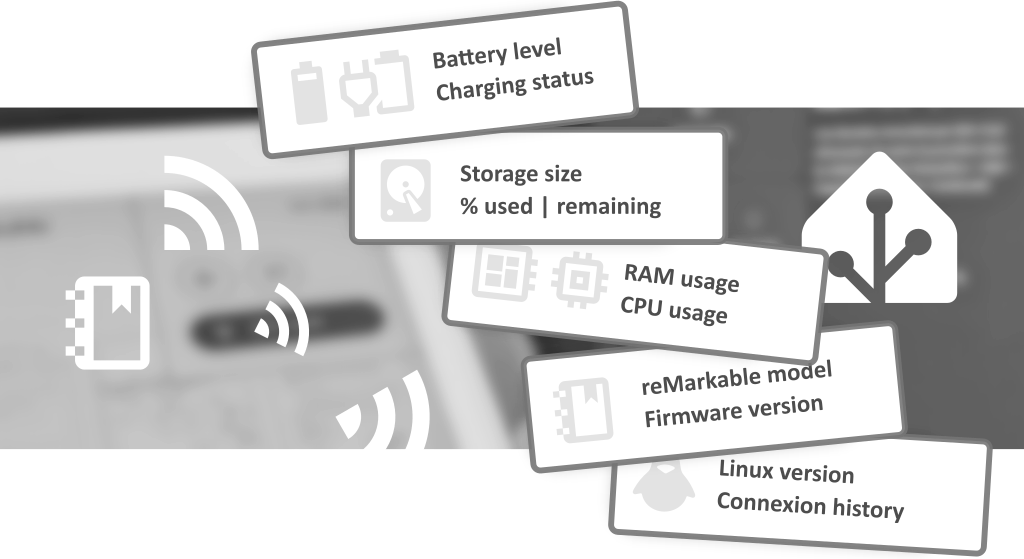 Battery level
Charging status
Storage size
% used | remaining
RAM usage
CPU usage
reMarkable model
Firmware version
Linux version
Connexion history